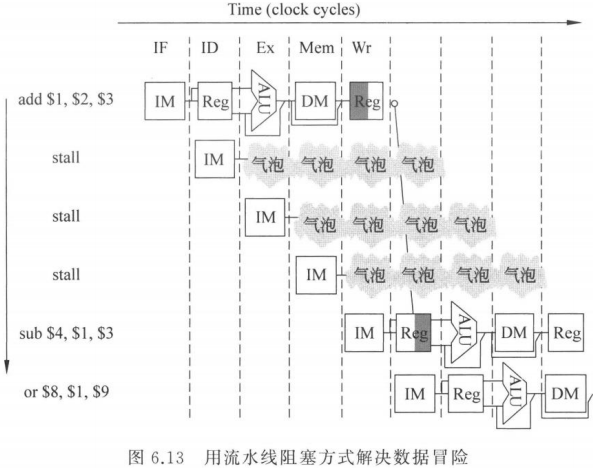 Time (clock cycles)
IF ID Ex Mem Wr
add $1, $2, $3 IM Reg ALU DM Reg
stall IM 气泡 气泡 气泡 气泡
stall IM 气泡 气泡 气泡 气泡
stall IM 气泡 气泡 气泡 气泡
sub $4, $1, $3 IM Reg ALU DM Reg
or $8, $1, $9 IM Reg ALU DM
图 6.13 用流水线阻塞方式解决数据冒险